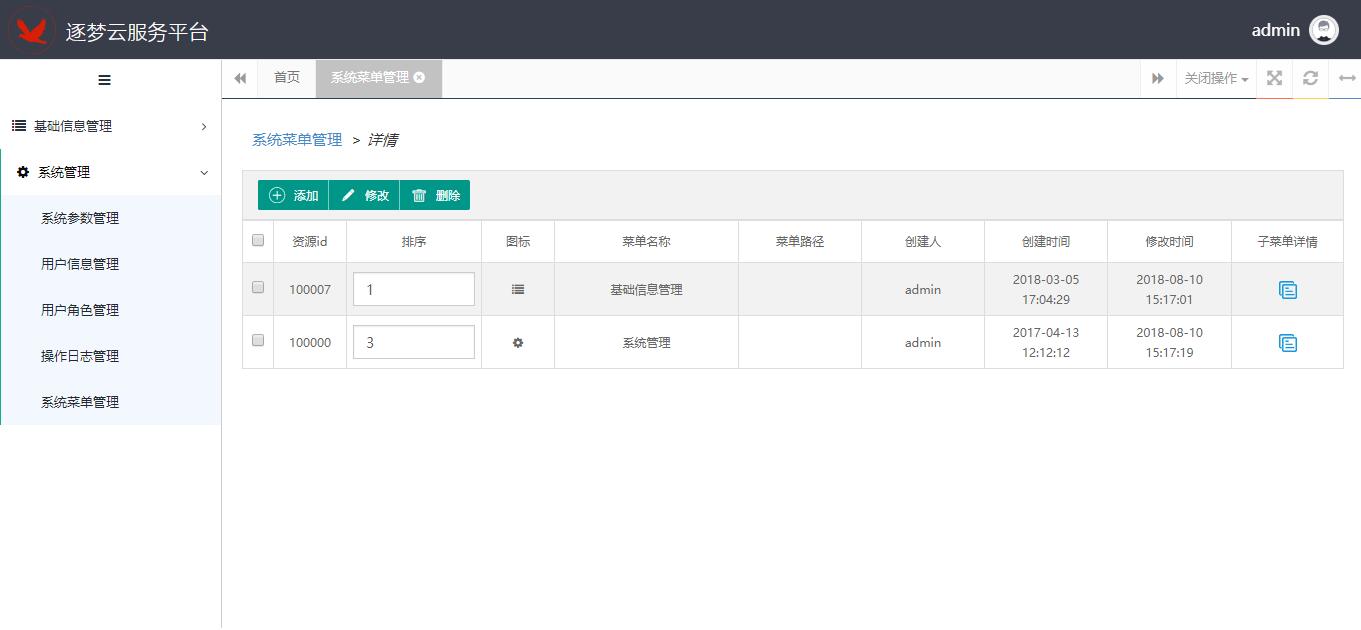 逐梦云服务平台
admin
首页
系统菜单管理
关闭操作
基础信息管理
系统管理
系统参数管理
用户信息管理
用户角色管理
操作日志管理
系统菜单管理
系统菜单管理 > 详情
添加 修改 删除
资源id 排序 图标 菜单名称 菜单路径 创建人 创建时间 修改时间 子菜单详情
100007 1 基础信息管理 admin 2018-03-05 17:04:29 2018-08-10 15:17:01
100000 3 系统管理 admin 2017-04-13 12:12:12 2018-08-10 15:17:19